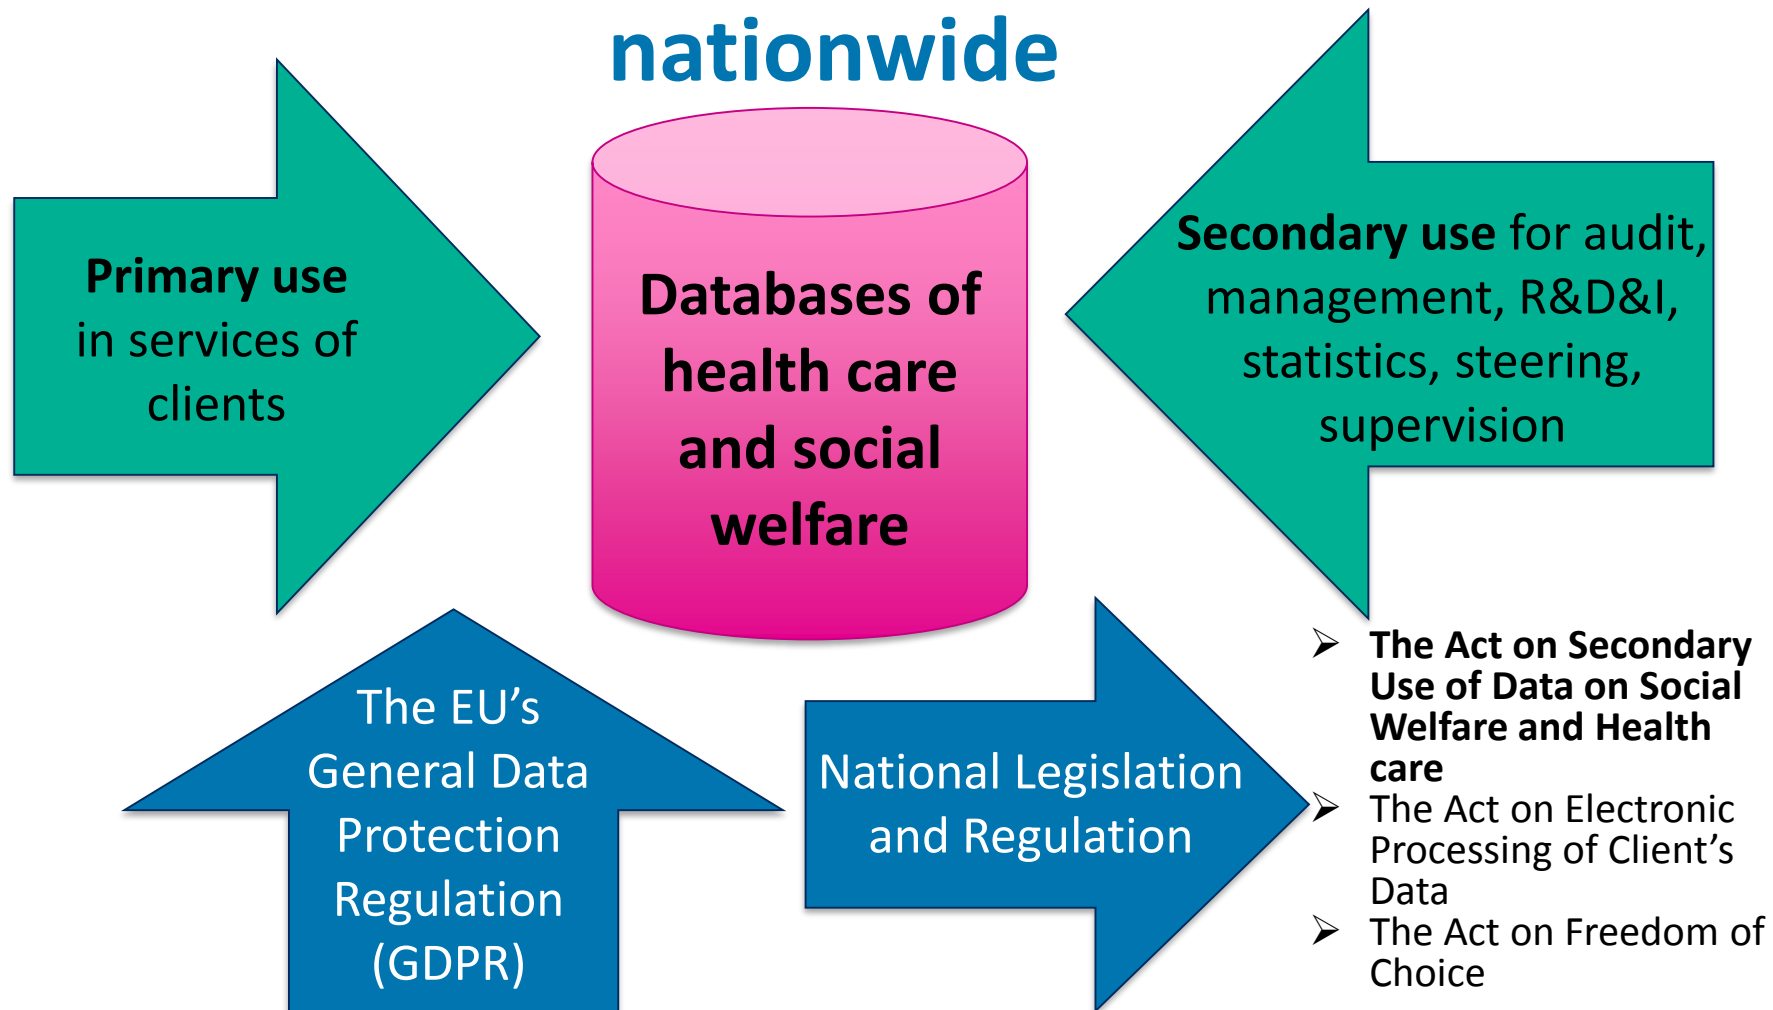 nationwide
Primary use
in services of
clients
Databases of
health care
and social
welfare
Secondary use for audit,
management, R&D&I,
statistics, steering,
supervision
The EU’s
General Data
Protection
Regulation
(GDPR)
National Legislation
and Regulation
➢ The Act on Secondary
Use of Data on Social
Welfare and Health
care
➢ The Act on Electronic
Processing of Client’s
Data
➢ The Act on Freedom of
Choice